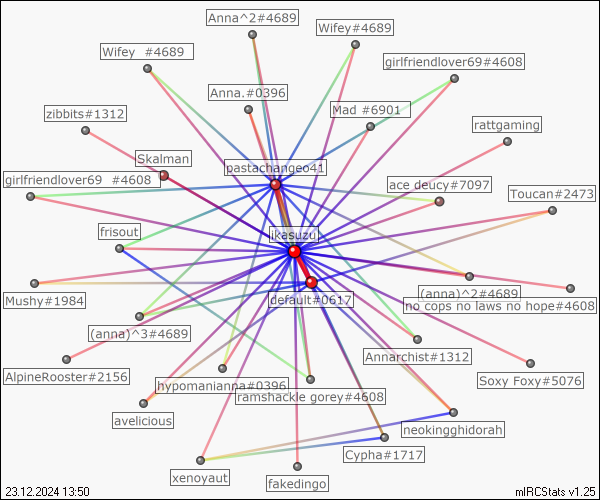 Anna^2#4689
Wifey#4689
Wifey  #4689
girlfriendlover69#4608
Anna.#0396
Mad #6901
zibbits#1312
rattgaming
Skalman
pastachangeo41
girlfriendlover69  #4608
ace deucy#7097
Toucan#2473
frisout
ikasuzu
default#0617
(anna)^2#4689
Mushy#1984
no cops no laws no hope#4608
(anna)^3#4689
Annarchist#1312
AlpineRooster#2156
hypomanianna#0396
Soxy Foxy#5076
ramshackle gorey#4608
avelicious
neokingghidorah
Cypha#1717
xenoyaut
fakedingo
23.12.2024 13:50
mIRCStats v1.25